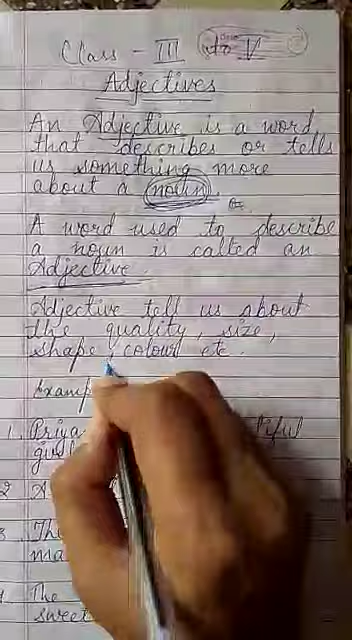 Class - III to V
Adjectives
An Adjective is a word
that describes or tells
us something more
about a noun.
A word used to describe
a noun is called an
Adjective.
Adjective tell us about
the quality, size,
shape, colour etc.
Examp
1. Priya
2
3 The
ma
The
sweet